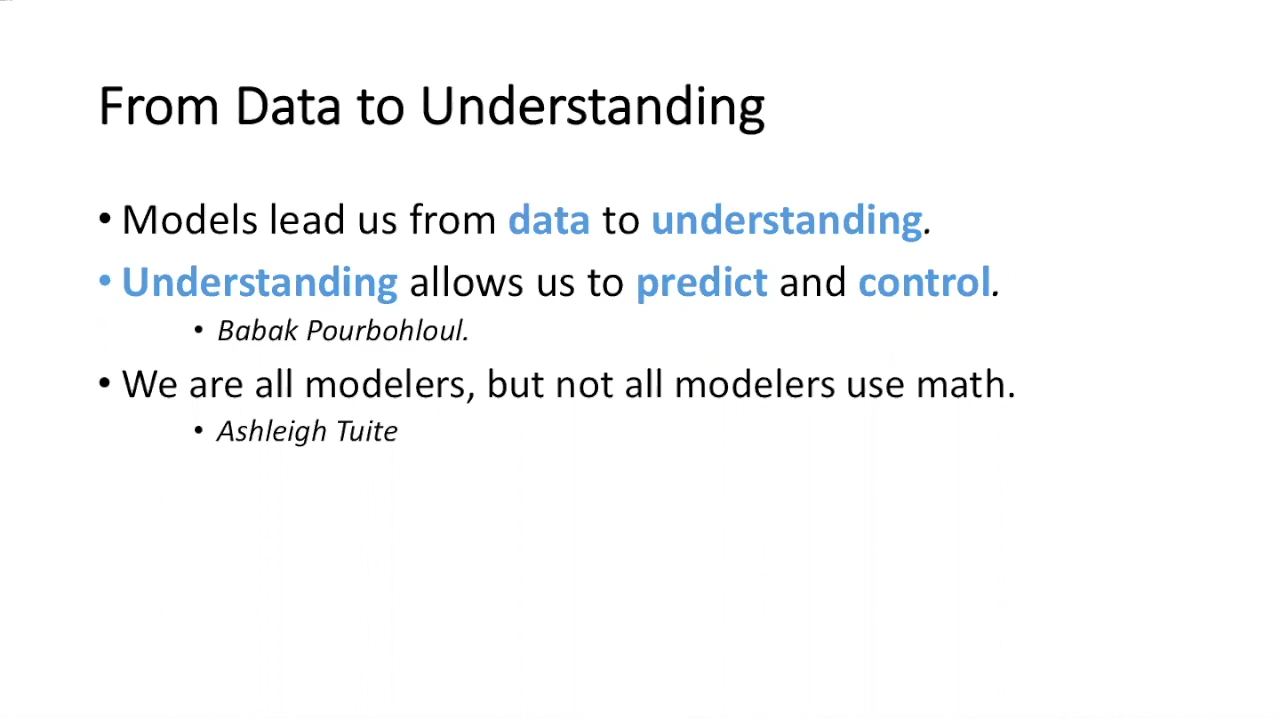 From Data to Understanding
• Models lead us from data to understanding.
• Understanding allows us to predict and control.
• Babak Pourbohloul.
• We are all modelers, but not all modelers use math.
• Ashleigh Tuite